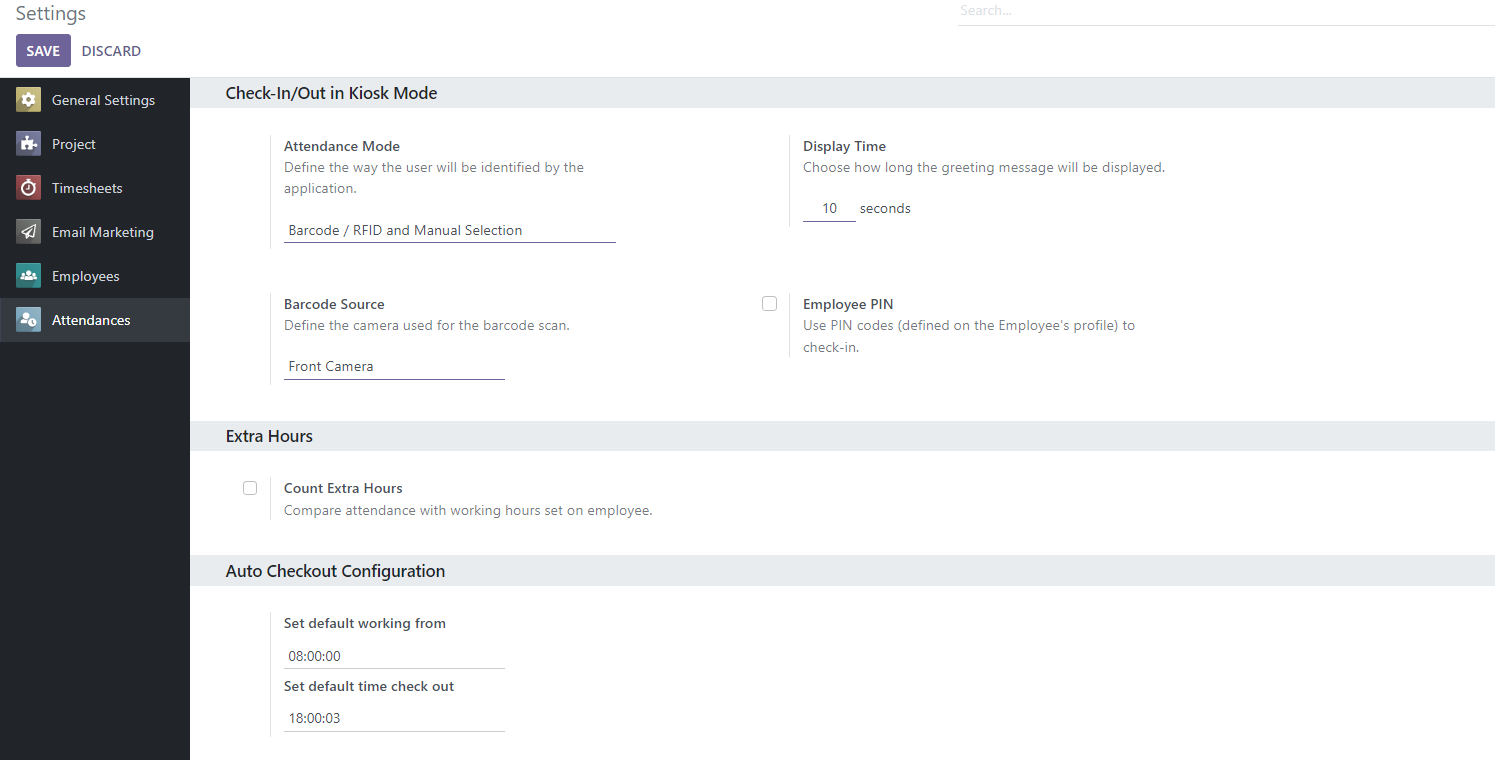 Settings
Search...
SAVE DISCARD
General Settings
Project
Timesheets
Email Marketing
Employees
Attendances
Check-In/Out in Kiosk Mode
Attendance Mode
Define the way the user will be identified by the
application.
Barcode / RFID and Manual Selection
Display Time
Choose how long the greeting message will be displayed.
10 seconds
Barcode Source
Define the camera used for the barcode scan.
Front Camera
Employee PIN
Use PIN codes (defined on the Employee's profile) to
check-in.
Extra Hours
Count Extra Hours
Compare attendance with working hours set on employee.
Auto Checkout Configuration
Set default working from
08:00:00
Set default time check out
18:00:03